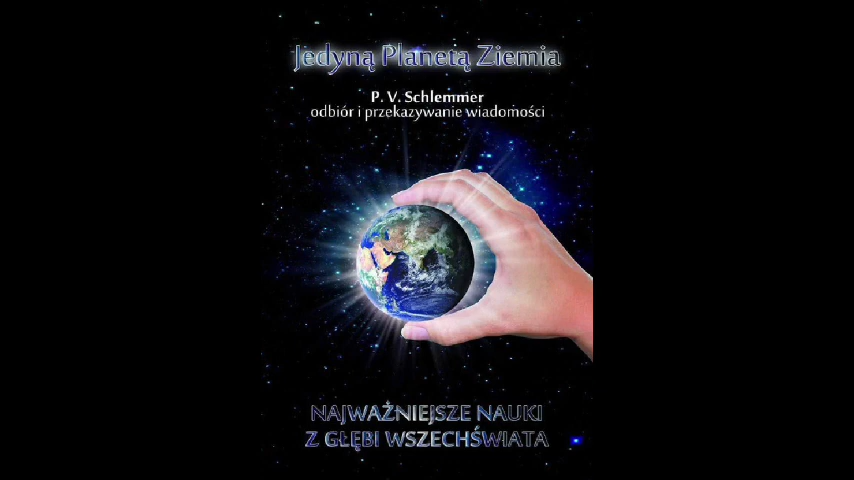 Jedyną Planetą Ziemia
P. V. Schlemmer
odbiór i przekazywanie wiadomości
NAJWAŻNIEJSZE NAUKI
Z GŁĘBI WSZECHŚWIATA